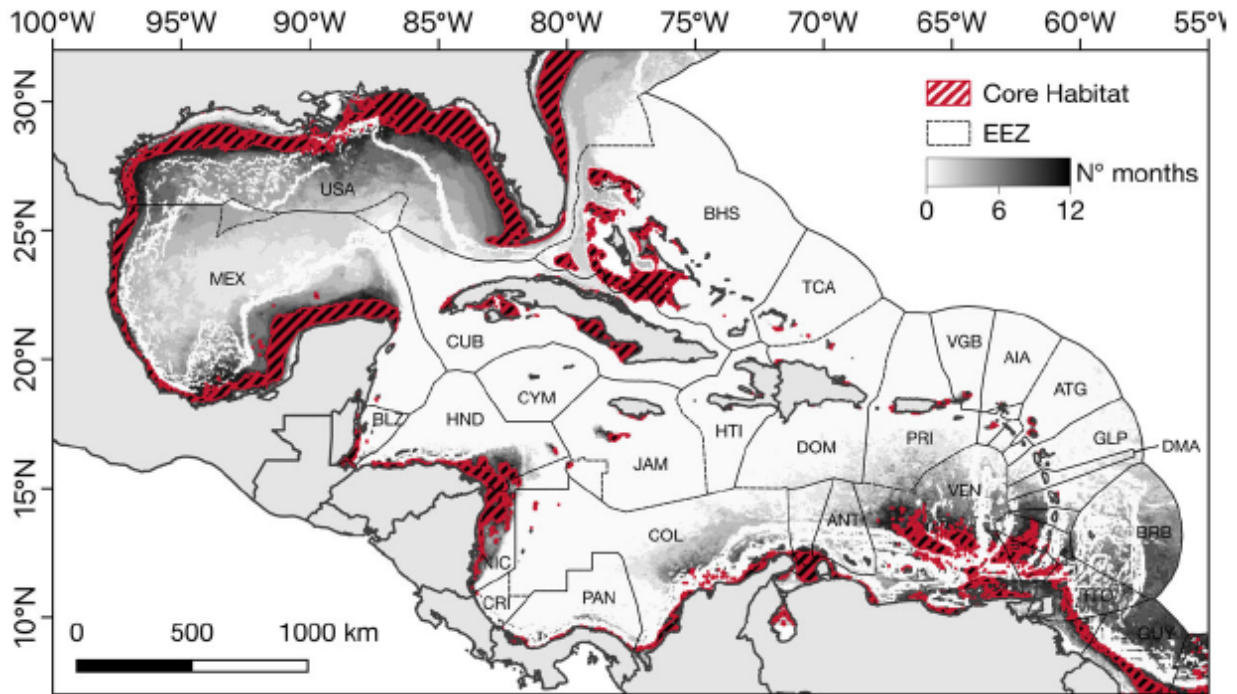 100°W 95°W 90°W 85°W 80°W 75°W 70°W 65°W 60°W 55°W
30°N
25°N
20°N
15°N
10°N
Core Habitat
EEZ
N° months
0 6 12
USA
BHS
MEX
TCA
CUB
VGB
AIA
ATG
CYM
BLZ
HND
HTI
DOM
PRI
GLP
DMA
JAM
VEN
COL
ANT
BRB
NIC
CRI
PAN
TTO
GUY
0 500 1000 km